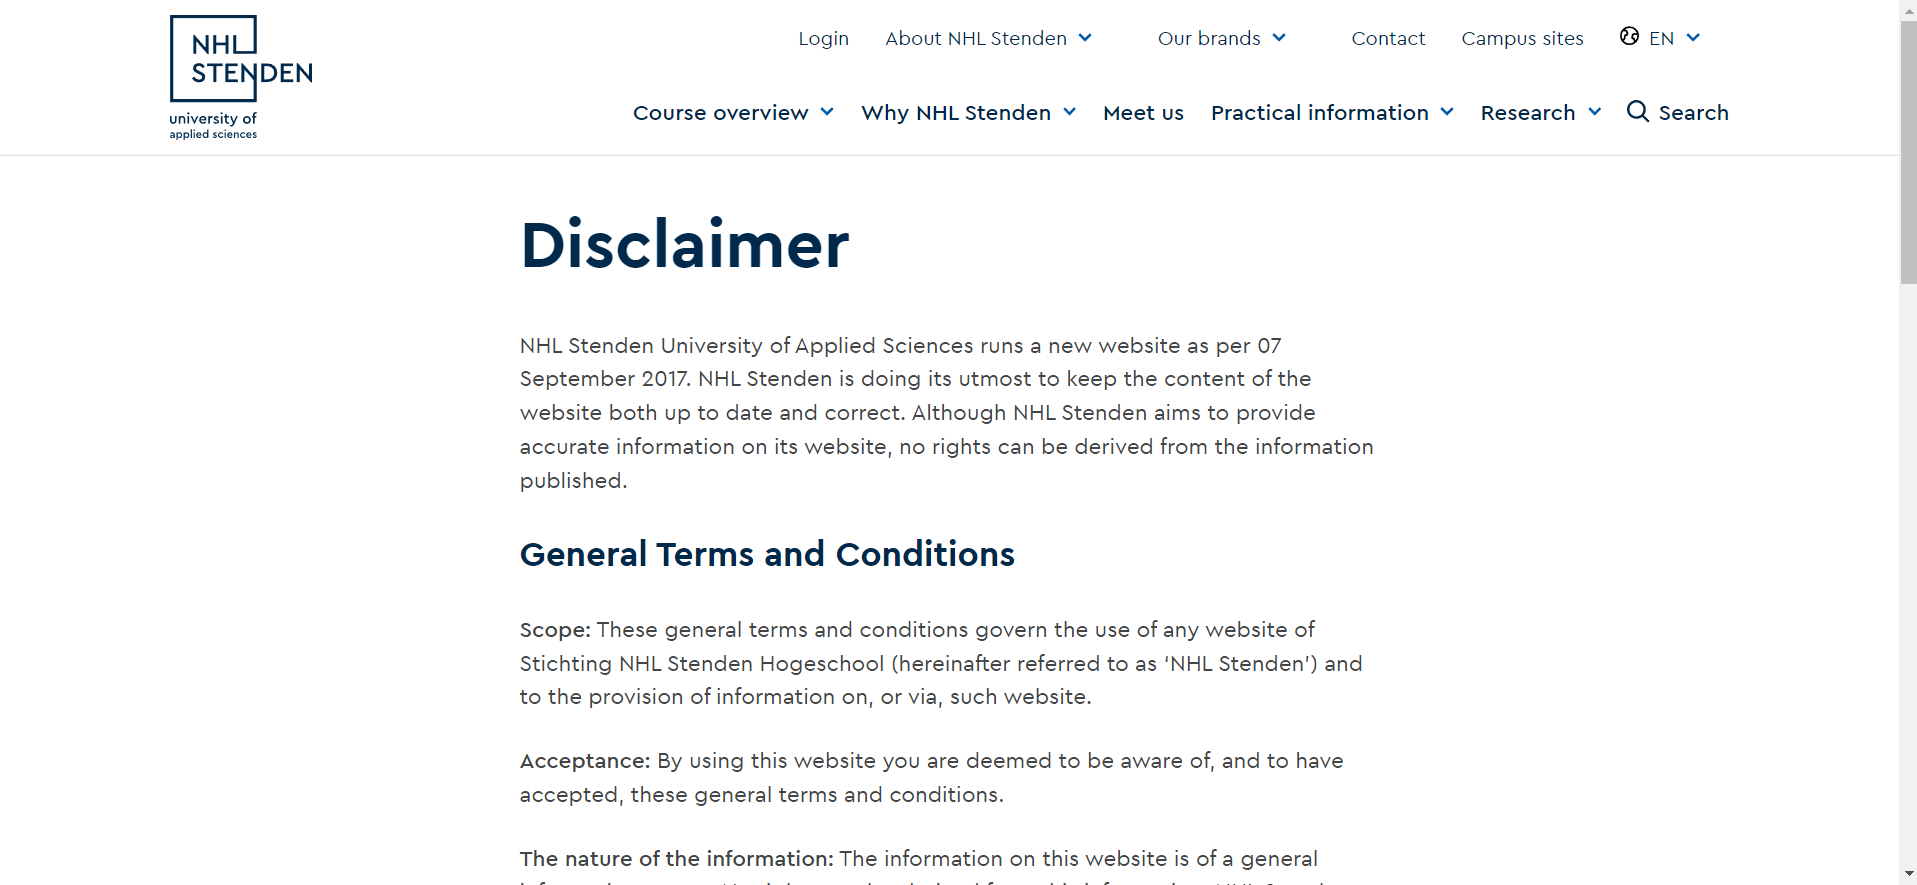 NHL
STENDEN
university of
applied sciences
Login About NHL Stenden Our brands Contact Campus sites EN
Course overview Why NHL Stenden Meet us Practical information Research Search
Disclaimer
NHL Stenden University of Applied Sciences runs a new website as per 07
September 2017. NHL Stenden is doing its utmost to keep the content of the
website both up to date and correct. Although NHL Stenden aims to provide
accurate information on its website, no rights can be derived from the information
published.
General Terms and Conditions
Scope: These general terms and conditions govern the use of any website of
Stichting NHL Stenden Hogeschool (hereinafter referred to as ‘NHL Stenden’) and
to the provision of information on, or via, such website.
Acceptance: By using this website you are deemed to be aware of, and to have
accepted, these general terms and conditions.
The nature of the information: The information on this website is of a general